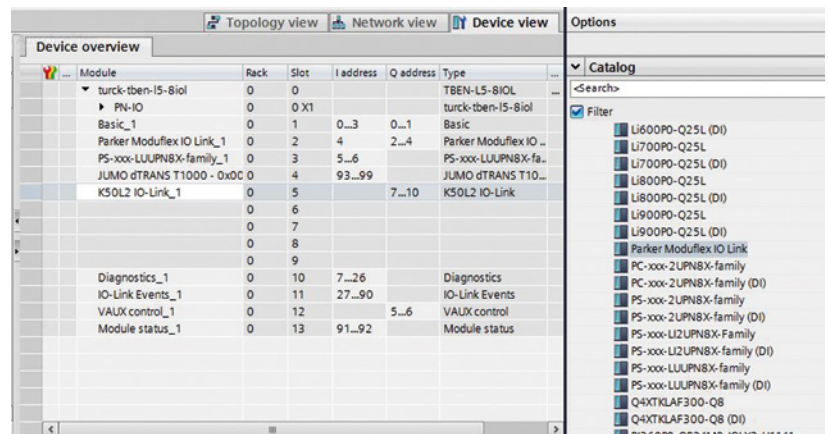 Topology view Network view Device view Options
Device overview
... Module Rack Slot I address Q address Type ...
turck-tben-l5-8iol 0 0 TBEN-L5-8IOL ...
PN-IO 0 0 X1 turck-tben-l5-8iol
Basic_1 0 1 0...3 0...1 Basic
Parker Moduflex IO Link_1 0 2 4 2...4 Parker Moduflex IO ..
PS-xxx-LUUPN8X-family_1 0 3 5...6 PS-xxx-LUUPN8X-fa..
JUMO dTRANS T1000 - 0x00 0 4 93...99 JUMO dTRANS T10...
K50L2 IO-Link_1 0 5 7...10 K50L2 IO-Link
0 6
0 7
0 8
0 9
Diagnostics_1 0 10 7...26 Diagnostics
IO-Link Events_1 0 11 27...90 IO-Link Events
VAUX control_1 0 12 5...6 VAUX control
Module status_1 0 13 91...92 Module status
Catalog
<Search>
Filter
Li600P0-Q25L (DI)
Li700P0-Q25L
Li700P0-Q25L (DI)
Li800P0-Q25L
Li800P0-Q25L (DI)
Li900P0-Q25L
Li900P0-Q25L (DI)
Parker Moduflex IO Link
PC-xxx-2UPN8X-family
PC-xxx-2UPN8X-family (DI)
PS-xxx-2UPN8X-family
PS-xxx-2UPN8X-family (DI)
PS-xxx-LI2UPN8X-Family
PS-xxx-LI2UPN8X-family (DI)
PS-xxx-LUUPN8X-family
PS-xxx-LUUPN8X-family (DI)
Q4XTKLAF300-Q8
Q4XTKLAF300-Q8 (DI)